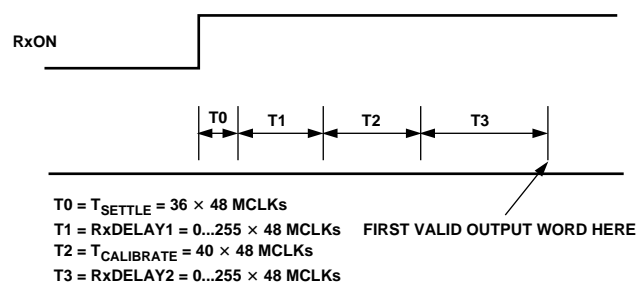 RxON
T0 T1 T2 T3
T0 = TSETTLE = 36 × 48 MCLKs
T1 = RxDELAY1 = 0...255 × 48 MCLKs FIRST VALID OUTPUT WORD HERE
T2 = TCALIBRATE = 40 × 48 MCLKs
T3 = RxDELAY2 = 0...255 × 48 MCLKs